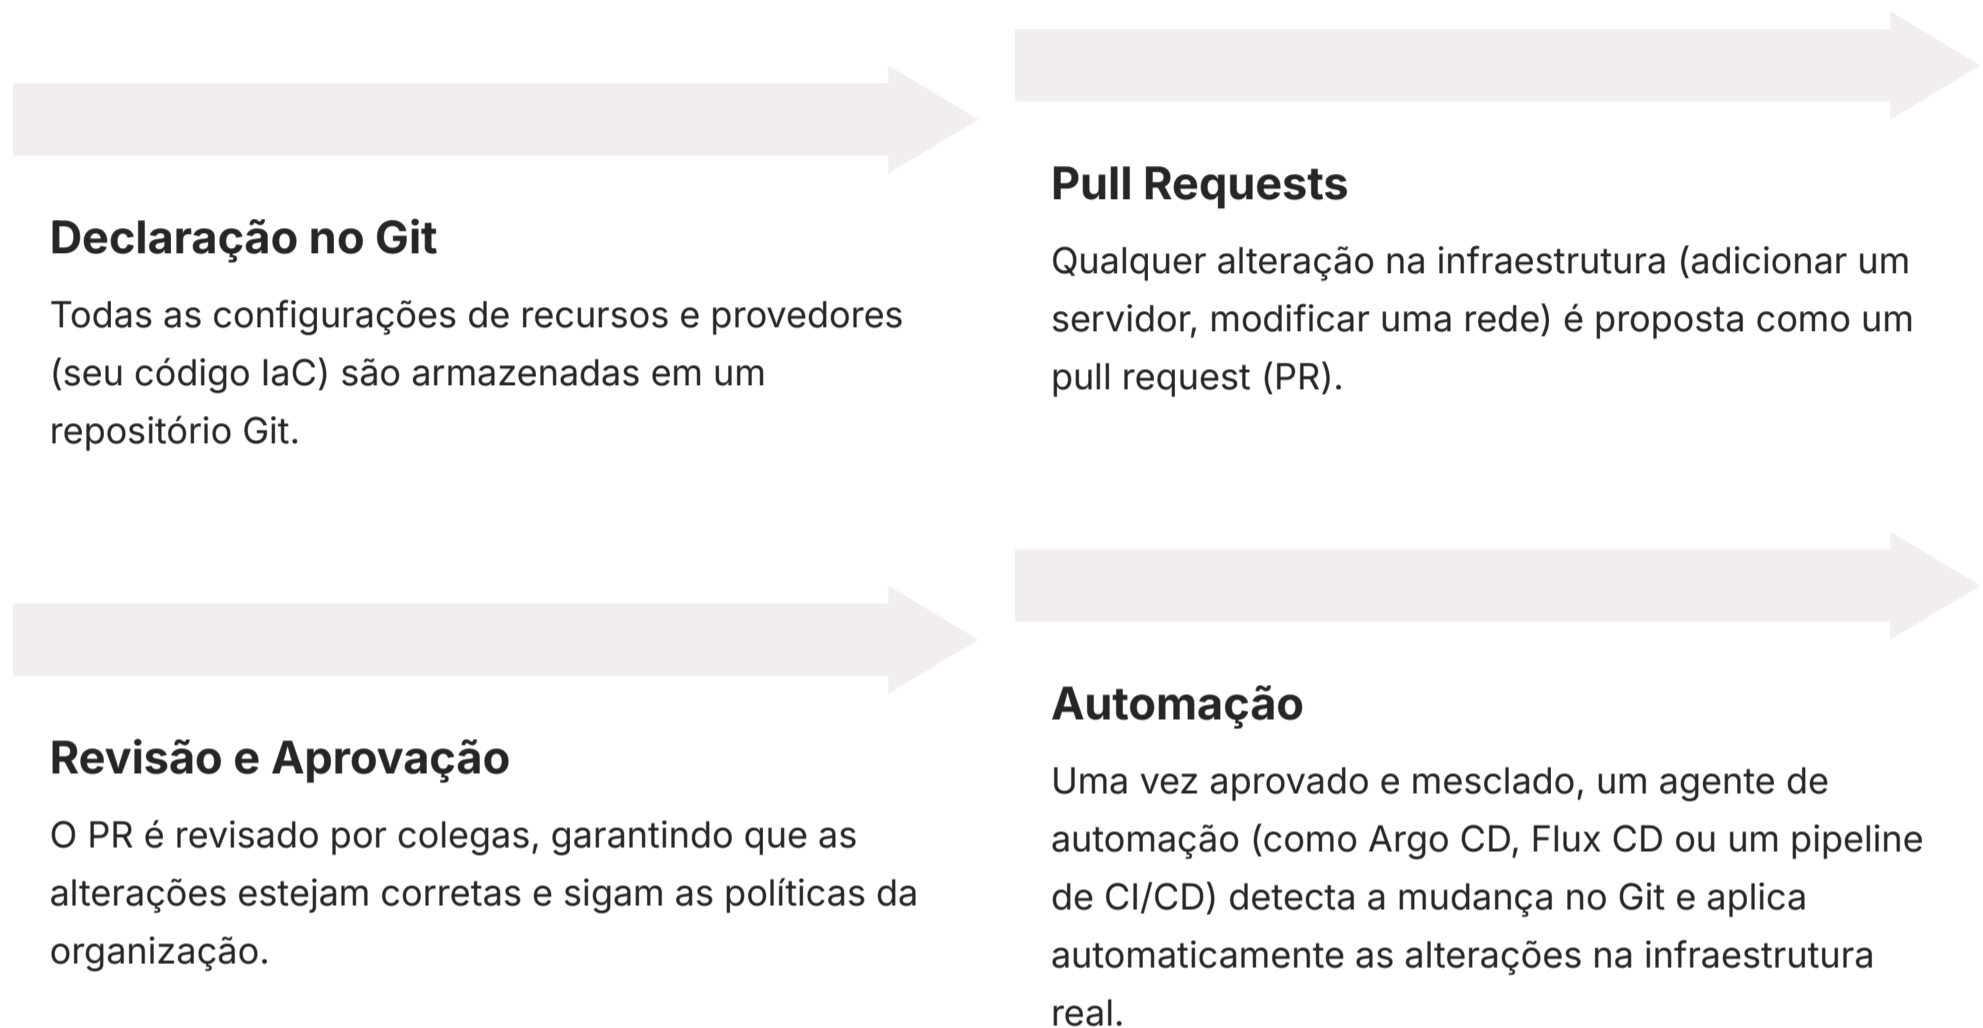 Declaração no Git
Todas as configurações de recursos e provedores
(seu código IaC) são armazenadas em um
repositório Git.
Pull Requests
Qualquer alteração na infraestrutura (adicionar um
servidor, modificar uma rede) é proposta como um
pull request (PR).
Revisão e Aprovação
O PR é revisado por colegas, garantindo que as
alterações estejam corretas e sigam as políticas da
organização.
Automação
Uma vez aprovado e mesclado, um agente de
automação (como Argo CD, Flux CD ou um pipeline
de CI/CD) detecta a mudança no Git e aplica
automaticamente as alterações na infraestrutura
real.